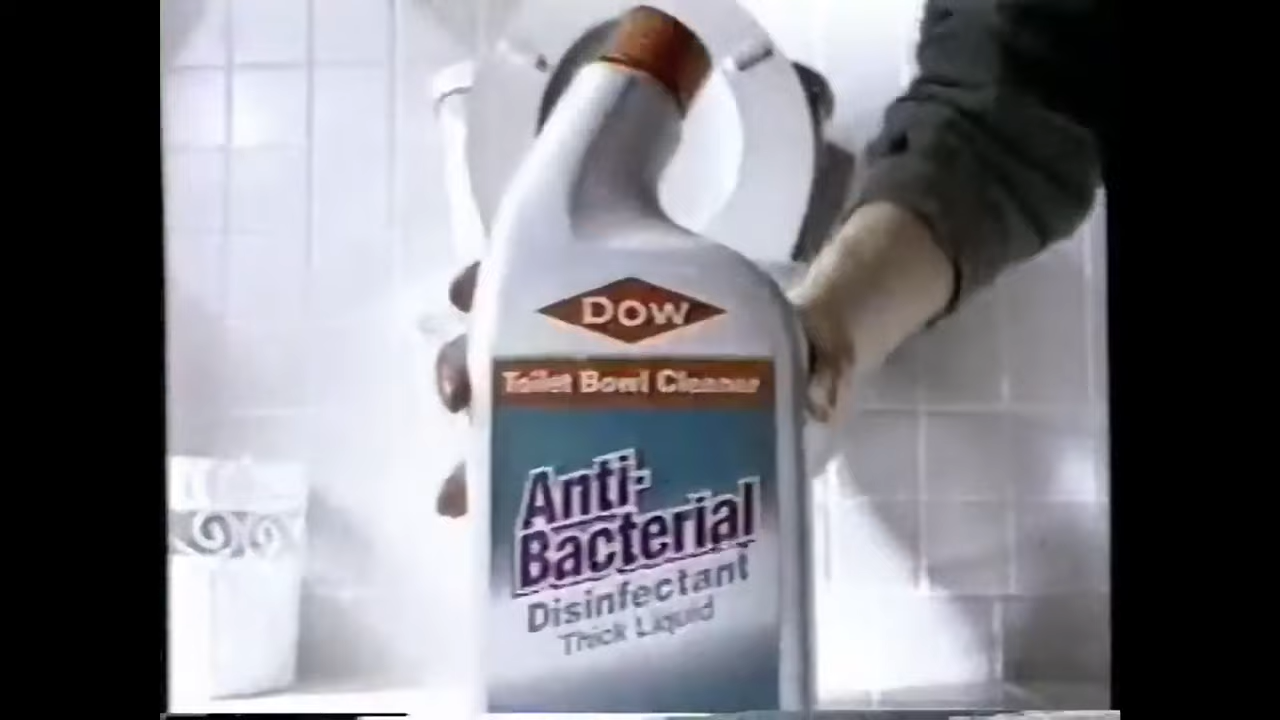 DOW
Toilet Bowl Cleaner
Anti-
Bacterial
Disinfectant
Thick Liquid